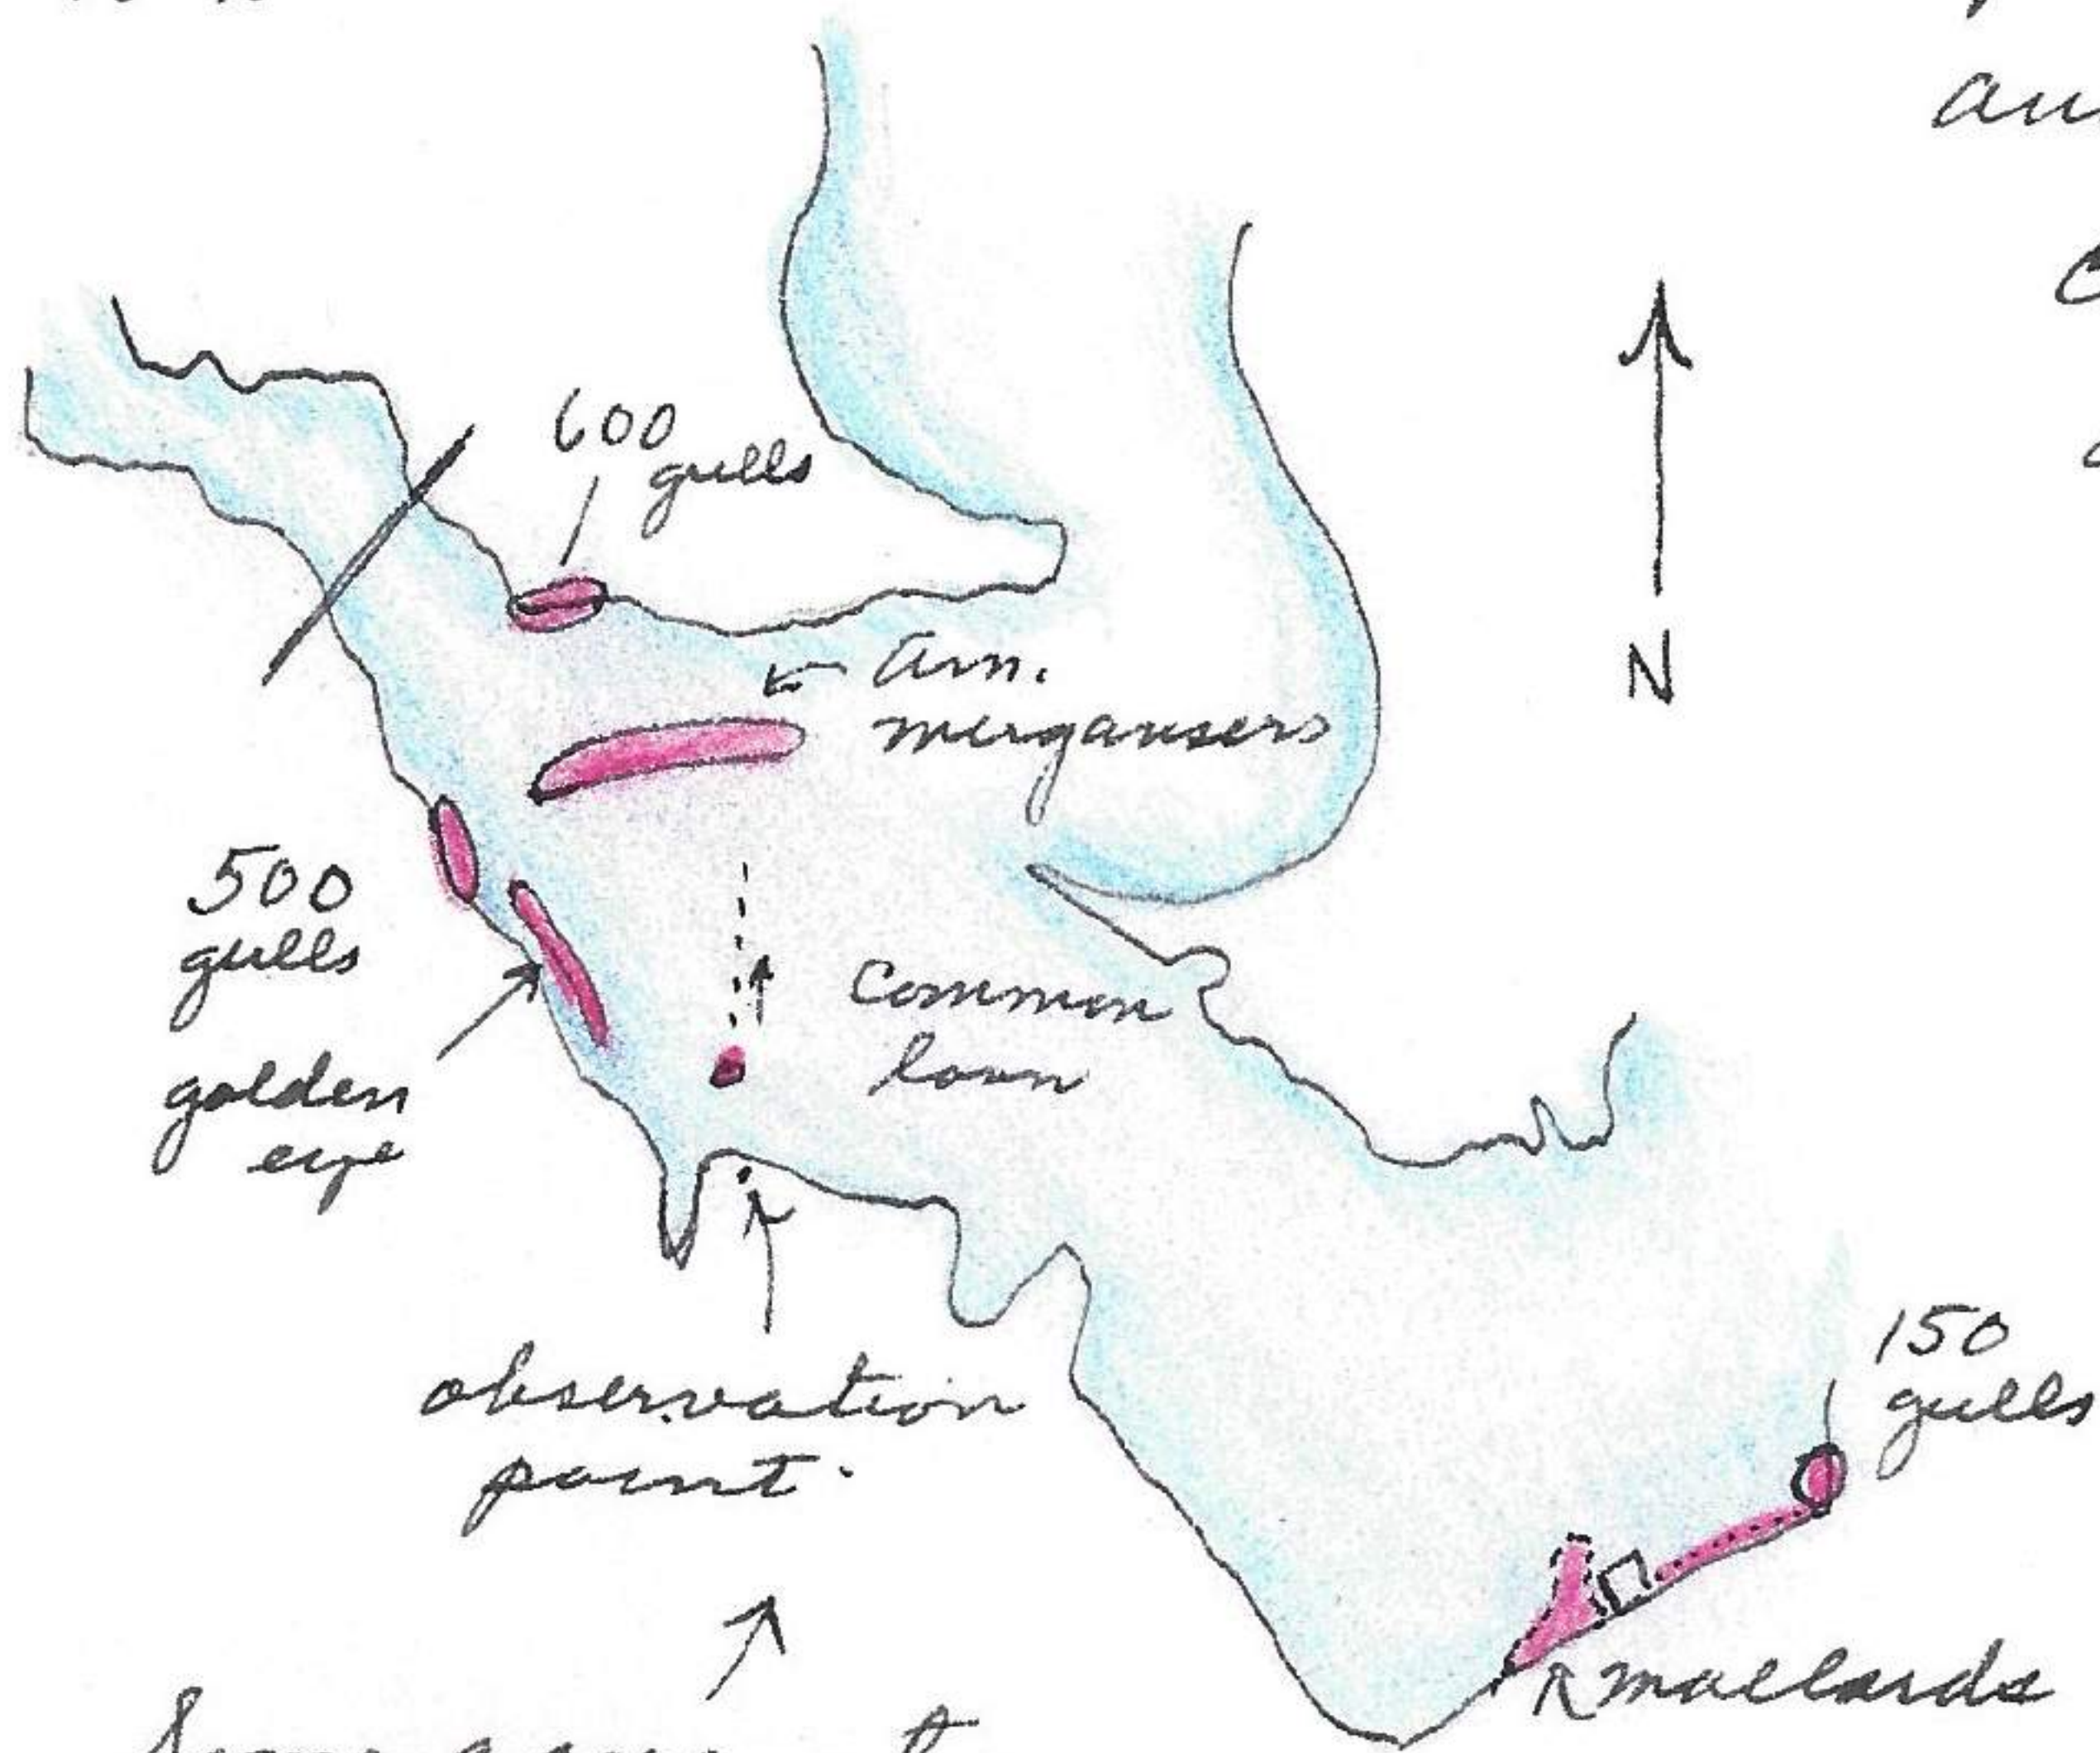 600
gulls
am.
mergansers
N
500
gulls
golden
eye
common
loon
observation
point.
150
gulls
mallards